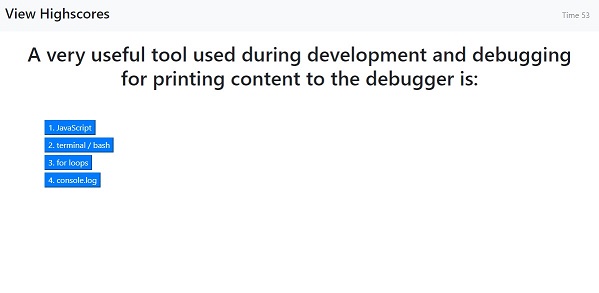 View Highscores
Time 53
A very useful tool used during development and debugging
for printing content to the debugger is:
1. JavaScript
2. terminal / bash
3. for loops
4. console.log